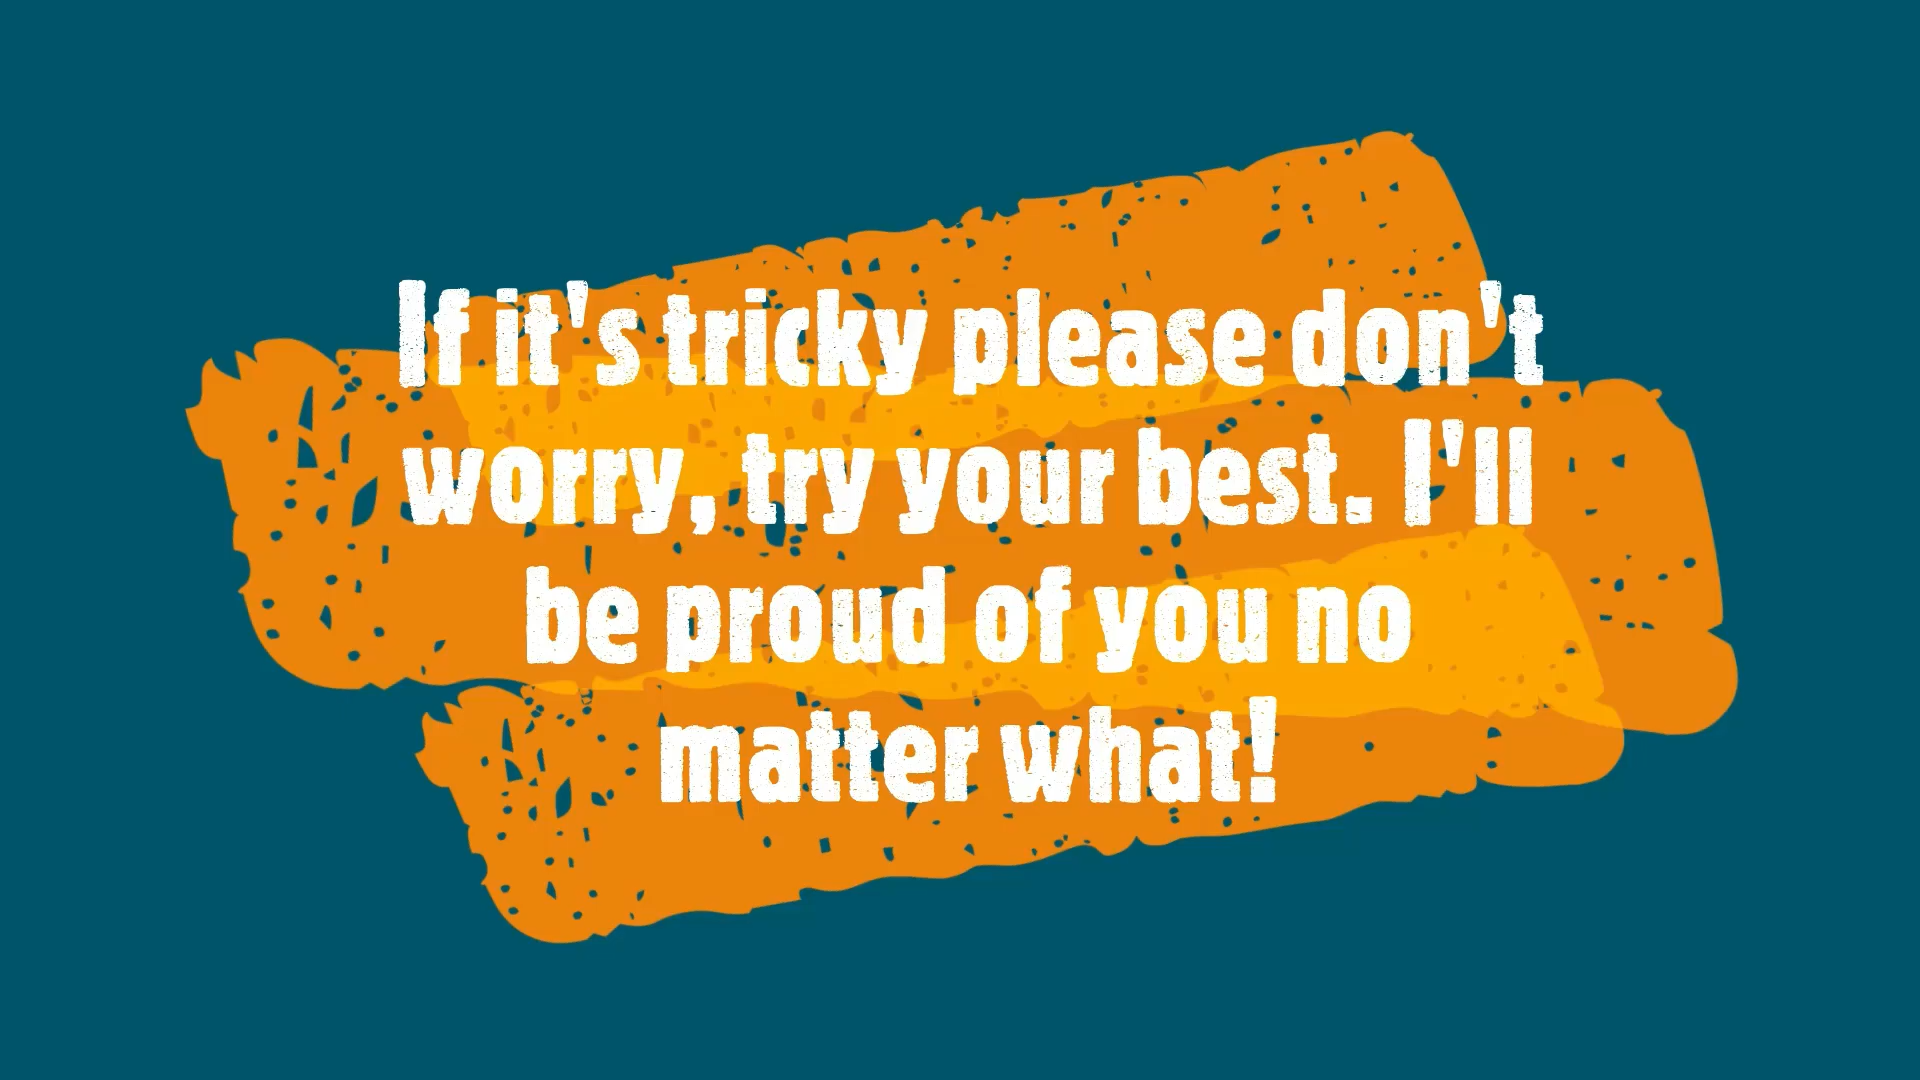 If it's tricky please don't
worry, try your best. I'll
be proud of you no
matter what!